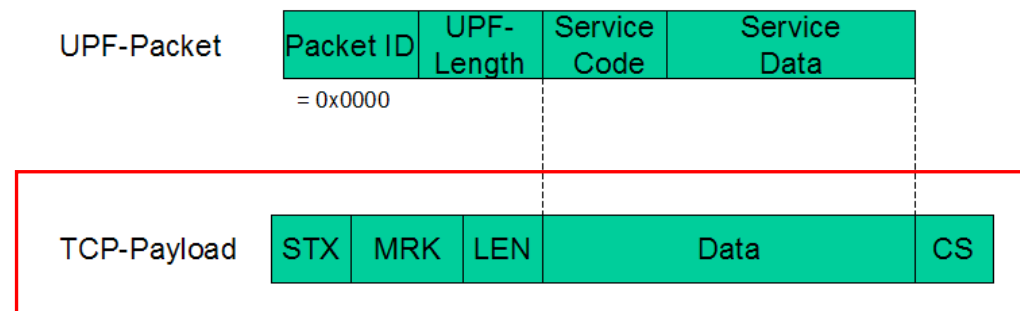 UPF-Packet
Packet ID
UPF-
Length
Service
Code
Service
Data
= 0x0000
TCP-Payload
STX
MRK
LEN
Data
CS